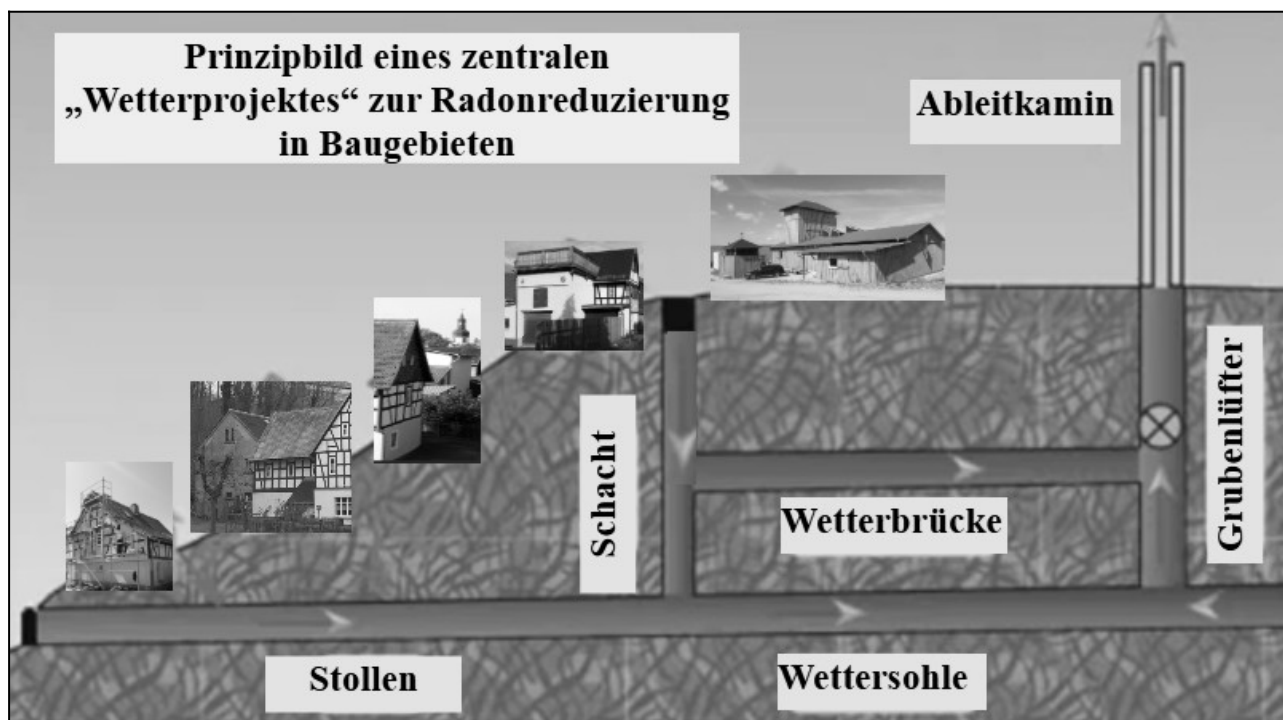 Prinzipbild eines zentralen
„Wetterprojektes“ zur Radonreduzierung
in Baugebieten
Ableitkamin
Schacht
Grubenlüfter
Wetterbrücke
Stollen
Wettersohle